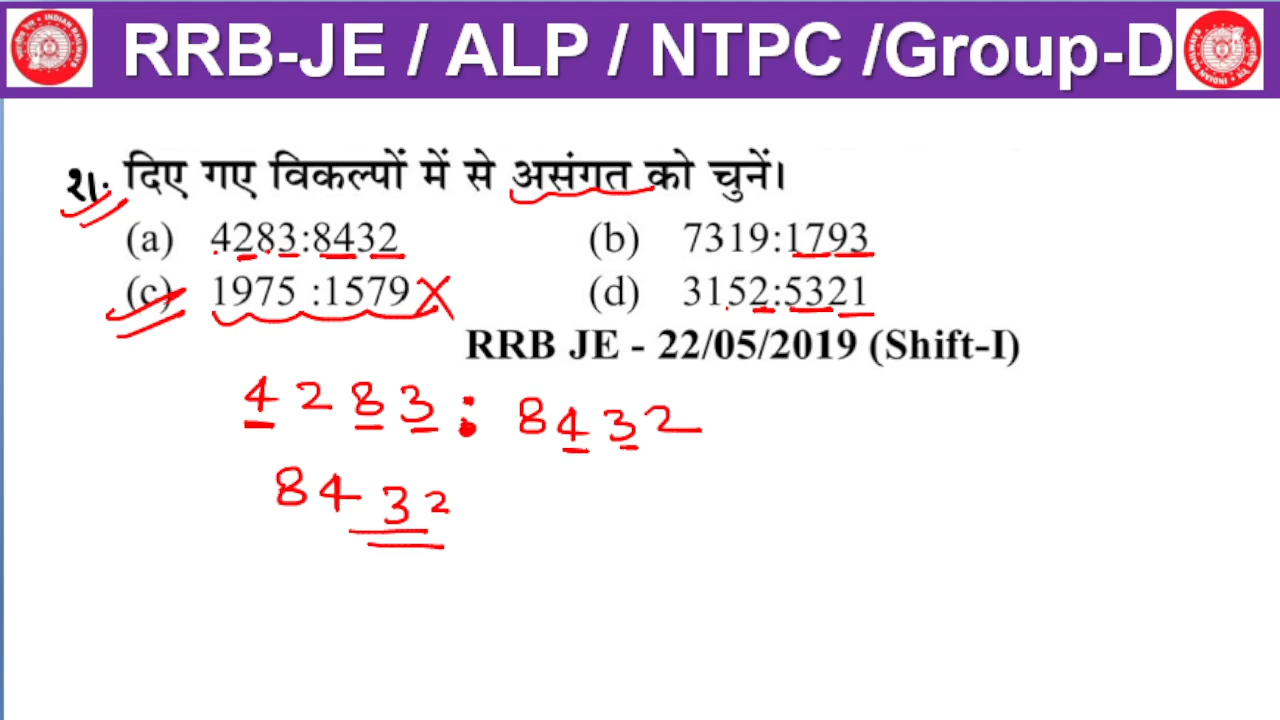 RRB-JE / ALP / NTPC /Group-D
२1. दिए गए विकल्पों में से असंगत को चुनें।
(a) 4283:8432 (b) 7319:1793
(c) 1975 :1579 (d) 3152:5321
RRB JE - 22/05/2019 (Shift-I)
4283 : 8432
8432